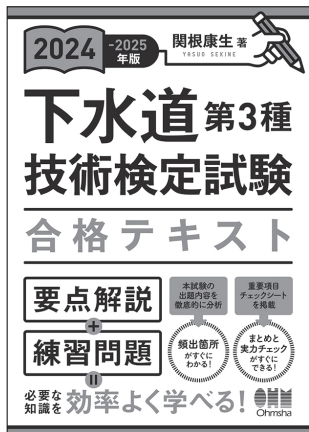 2024
-2025
年版
関根康生 著
YASUO SEKINE
下水道 第3種
技術検定試験
合格テキスト
要点解説
+
練習問題
=
本試験の
出題内容を
徹底的に分析
頻出箇所
がすぐに
わかる!
重要項目
チェックシート
を掲載
まとめと
実力チェック
がすぐに
できる!
必要な
知識を
効率よく学べる!
OHM
Ohmsha